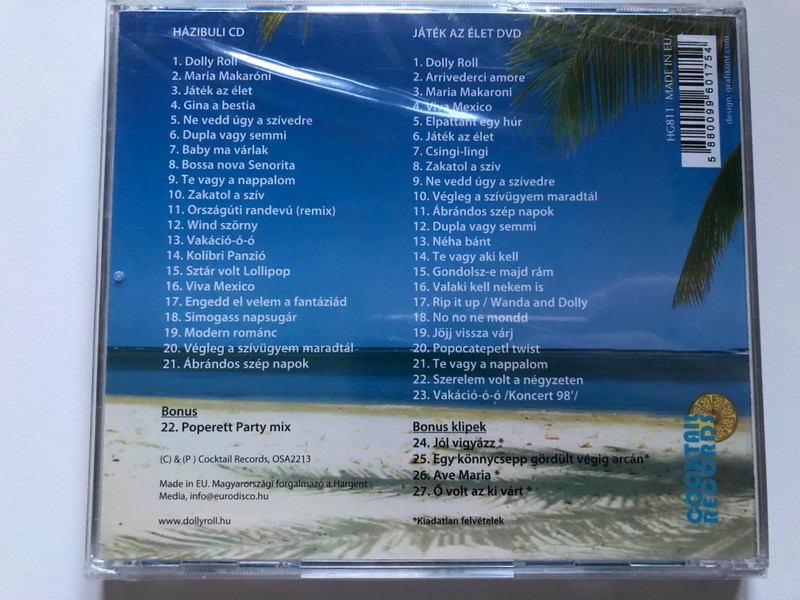 HÁZIBULI CD
1. Dolly Roll
2. Maria Makaróni
3. Játék az élet
4. Gina a bestia
5. Ne vedd úgy a szívedre
6. Dupla vagy semmi
7. Baby ma várlak
8. Bossa nova Senorita
9. Te vagy a nappalom
10. Zakatol a szív
11. Országúti randevú (remix)
12. Wind szörny
13. Vakáció-ó-ó
14. Kolibri Panzió
15. Sztár volt Lollipop
16. Viva Mexico
17. Engedd el velem a fantáziád
18. Simogass napsugár
19. Modern románc
20. Végleg a szívügyem maradtál
21. Ábrándos szép napok
Bonus
22. Poperett Party mix
(C) & (P) Cocktail Records, OSA2213
Made in EU. Magyarországi forgalmazó a Hargent
Media, info@eurodisco.hu
www.dollyroll.hu
JÁTÉK AZ ÉLET DVD
1. Dolly Roll
2. Arrivederci amore
3. Maria Makaroni
4. Viva Mexico
5. Elpattant egy húr
6. Játék az élet
7. Csingi-lingi
8. Zakatol a szív
9. Ne vedd úgy a szívedre
10. Végleg a szívügyem maradtál
11. Ábrándos szép napok
12. Dupla vagy semmi
13. Néha bánt
14. Te vagy aki kell
15. Gondolsz-e majd rám
16. Valaki kell nekem is
17. Rip it up / Wanda and Dolly
18. No no ne mondd
19. Jöjj vissza várj
20. Popocatepetl twist
21. Te vagy a nappalom
22. Szerelem volt a négyzeten
23. Vakáció-ó-ó /Koncert 98'/
Bonus klipek
24. Jól vigyázz *
25. Egy könnycsepp gördült végig arcán*
26. Ave Maria *
27. Ő volt az ki várt *
*Kiadatlan felvételek
HG811 MADE IN EU.
5 880099 601754
design: grafikont.com
COCKTAIL
RECORDS